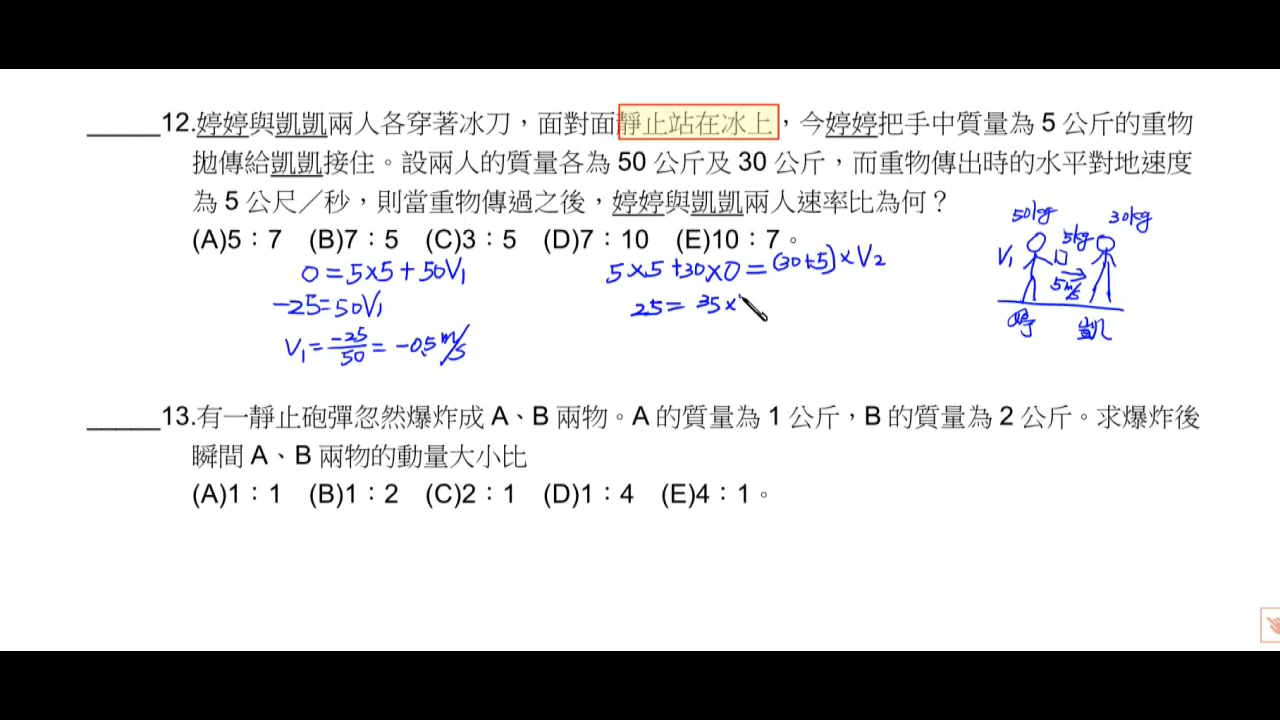 _____12.婷婷與凱凱兩人各穿著冰刀，面對面靜止站在冰上，今婷婷把手中質量為 5 公斤的重物
拋傳給凱凱接住。設兩人的質量各為 50 公斤及 30 公斤，而重物傳出時的水平對地速度
為 5 公尺／秒，則當重物傳過之後，婷婷與凱凱兩人速率比為何？
(A)5：7 (B)7：5 (C)3：5 (D)7：10 (E)10：7。
0=5×5+50V₁
-25=50V₁
V₁=-25/50=-0.5m/s
5×5+30×0=(30+5)×V₂
25=35×
50kg
30kg
5kg
V₁
5m/s
婷
凱
_____13.有一靜止砲彈忽然爆炸成 A、B 兩物。A 的質量為 1 公斤，B 的質量為 2 公斤。求爆炸後
瞬間 A、B 兩物的動量大小比
(A)1：1 (B)1：2 (C)2：1 (D)1：4 (E)4：1。